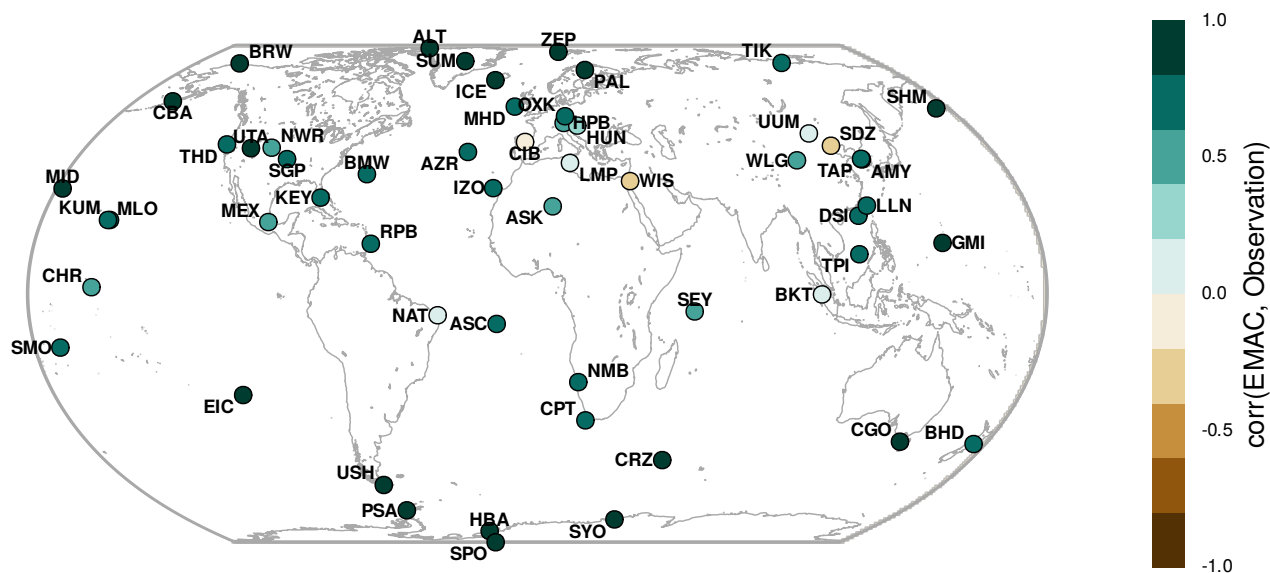 ALT
ZEP
BRW
SUM
TIK
PAL
ICE
CBA
SHM
OXK
MHD
HPB
UUM
SDZ
UTA
NWR
HUN
THD
CIB
SGP
BMW
AZR
WLG
TAP
AMY
MID
LMP
WIS
KEY
IZO
KUM
MLO
MEX
ASK
DSI
LLN
RPB
GMI
TPI
CHR
BKT
SEY
NAT
ASC
SMO
NMB
EIC
CPT
CGO
BHD
CRZ
USH
PSA
HBA
SYO
SPO
1.0
0.5
0.0
-0.5
-1.0
corr(EMAC, Observation)